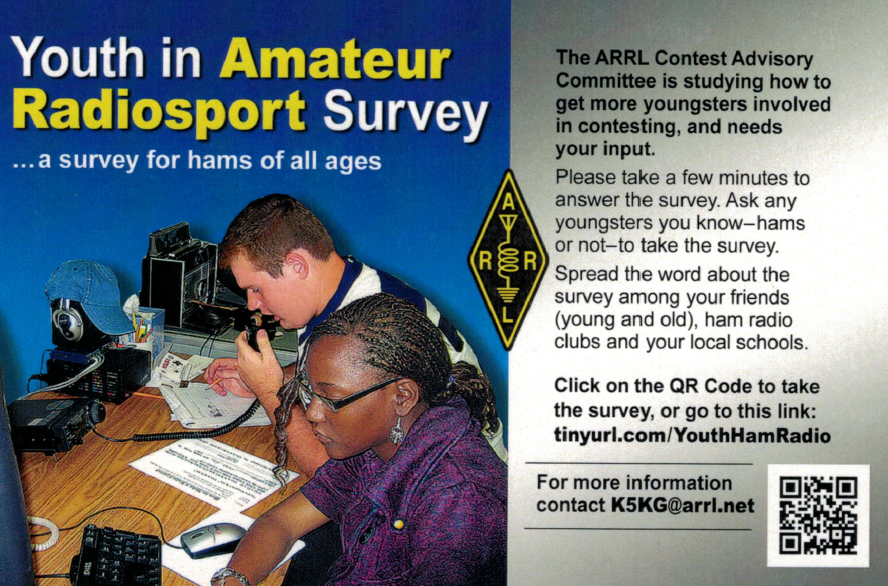 Youth in Amateur
Radiosport Survey
...a survey for hams of all ages
The ARRL Contest Advisory
Committee is studying how to
get more youngsters involved
in contesting, and needs
your input.
Please take a few minutes to
answer the survey. Ask any
youngsters you know–hams
or not–to take the survey.
Spread the word about the
survey among your friends
(young and old), ham radio
clubs and your local schools.
Click on the QR Code to take
the survey, or go to this link:
tinyurl.com/YouthHamRadio
For more information
contact K5KG@arrl.net
A
R R
L
DELL